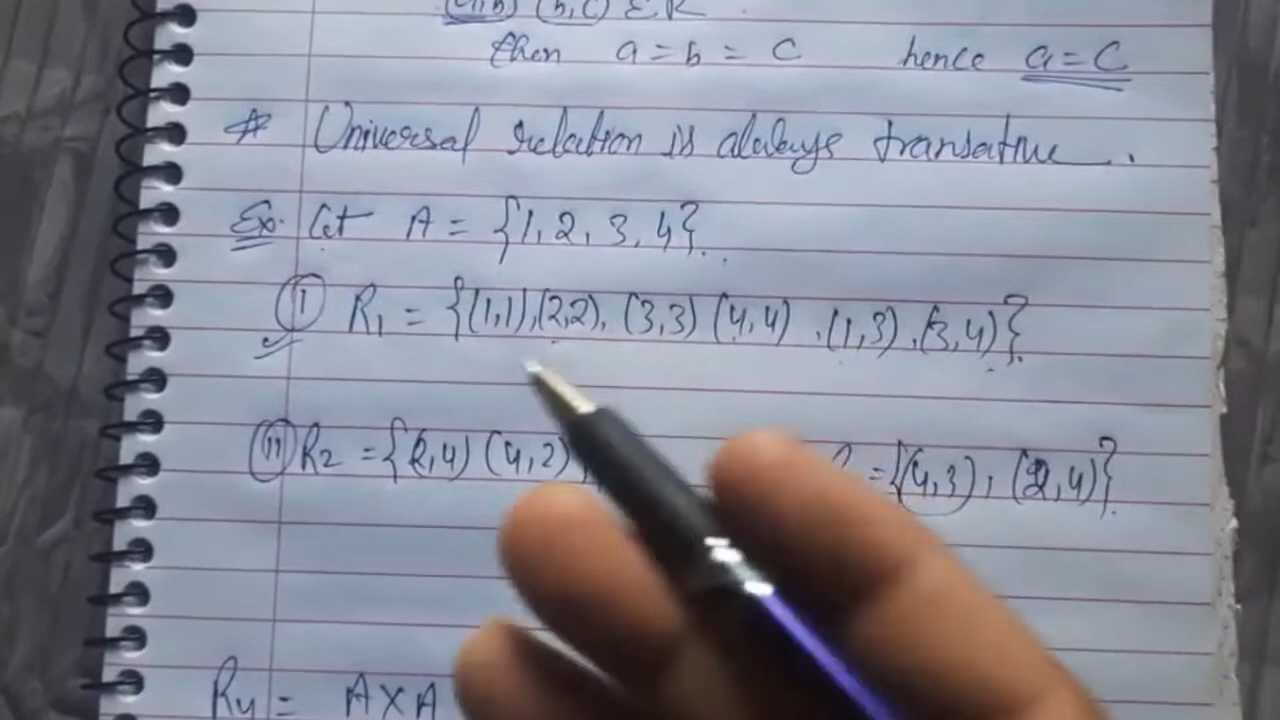 (a,b) (b,c) ∈ R
then a = b = c hence a = c
* Universal relation is always transative.
Ex. Let A = {1, 2, 3, 4}.
(i) R1 = {(1,1), (2,2), (3,3) (4,4), (1,3), (3,4)}
(ii) R2 = {(2,4) (4,2) = {(4,3), (2,4)}
R4 = A X A